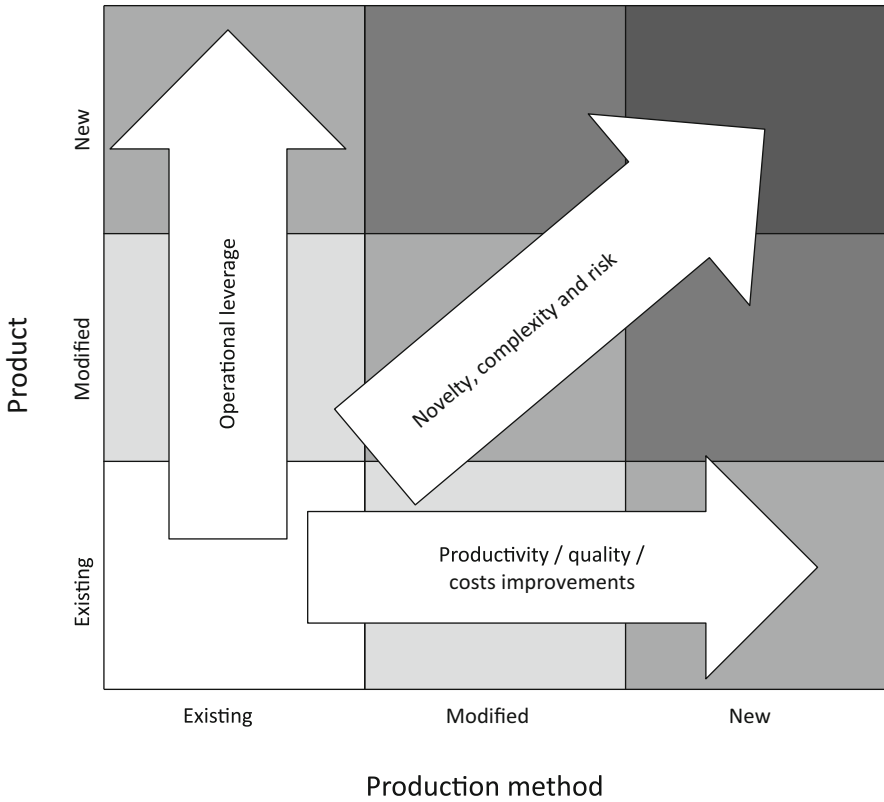 Product
New
Modified
Existing
Operational leverage
Novelty, complexity and risk
Productivity / quality /
costs improvements
Existing
Modified
New
Production method